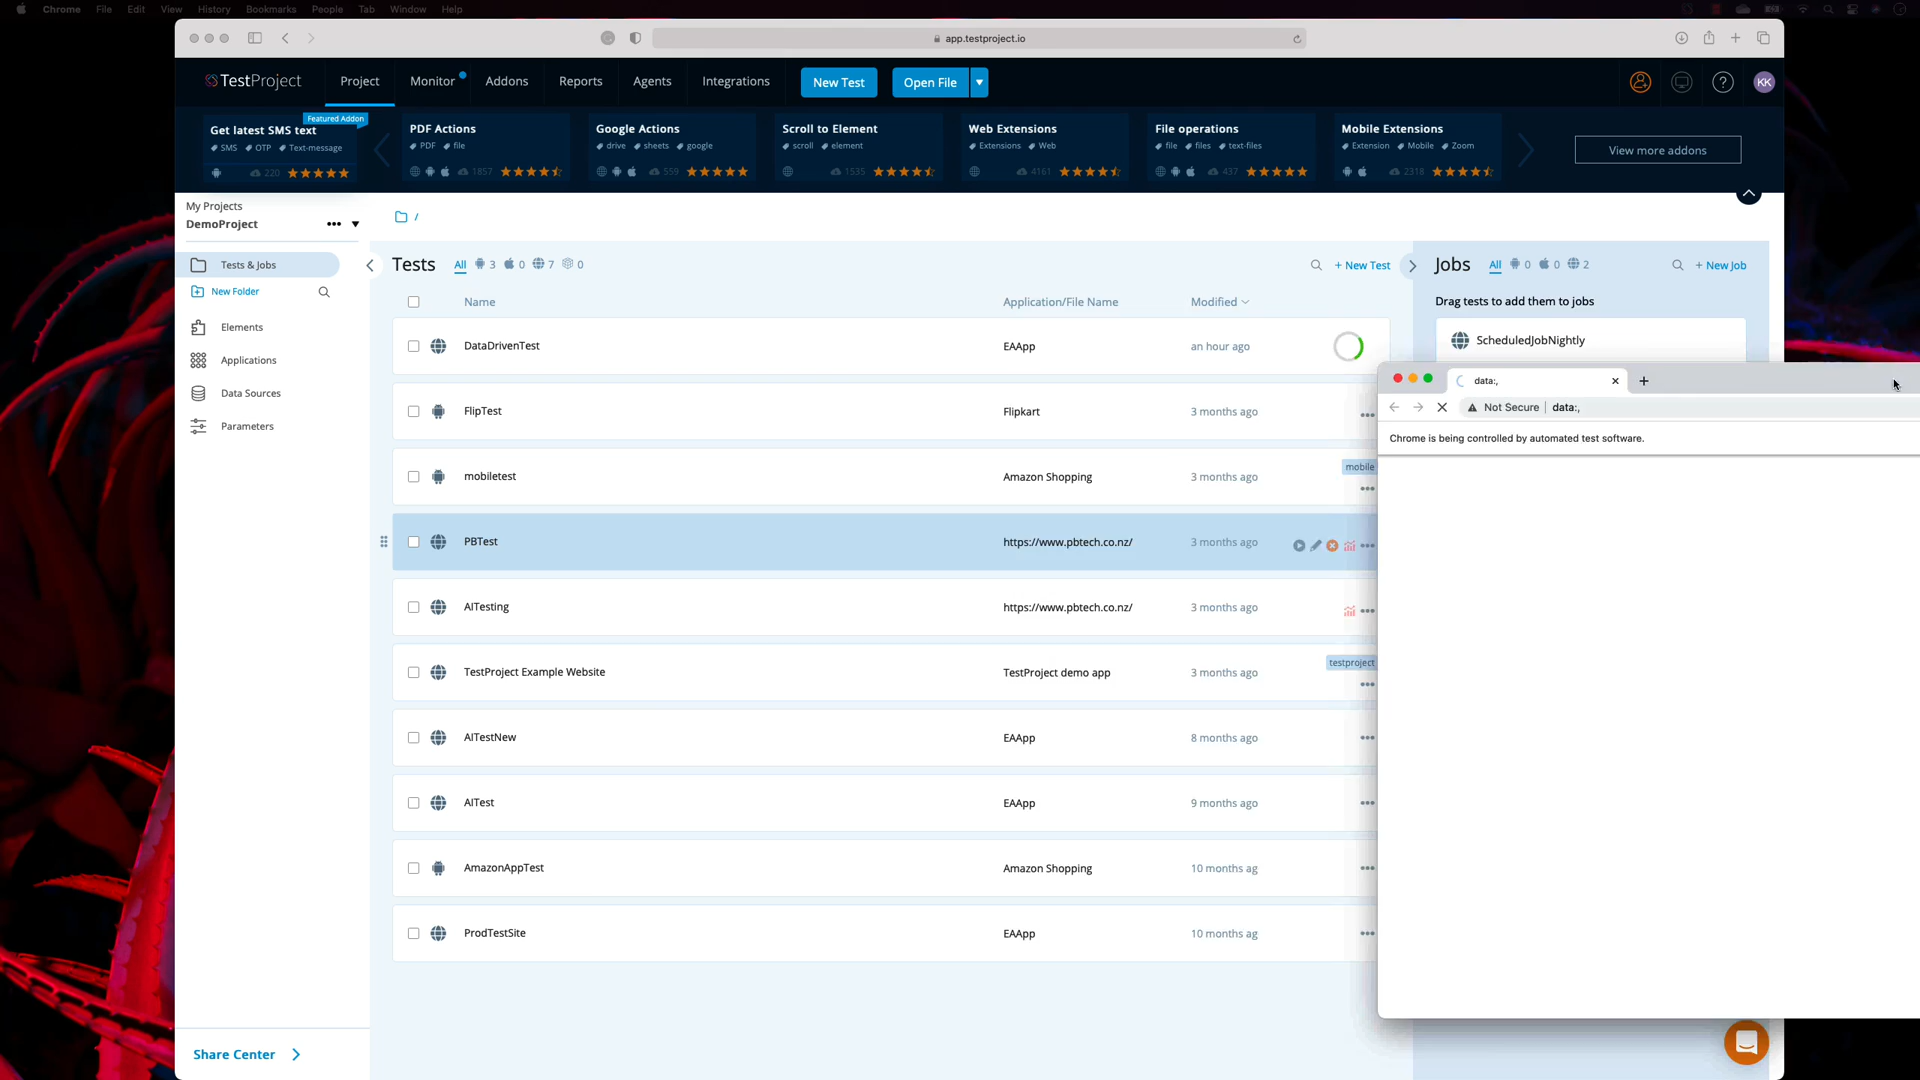 Chrome File Edit View History Bookmarks People Tab Window Help
app.testproject.io
TestProject Project Monitor Addons Reports Agents Integrations New Test Open File KK
Featured Addon
Get latest SMS text
SMS OTP Text-message
220
PDF Actions
PDF file
1857
Google Actions
drive sheets google
559
Scroll to Element
scroll element
1535
Web Extensions
Extensions Web
4161
File operations
file files text-files
437
Mobile Extensions
Extension Mobile Zoom
2318
View more addons
My Projects
DemoProject
Tests & Jobs
New Folder
Elements
Applications
Data Sources
Parameters
Share Center
/
Tests All 3 0 7 0
+ New Test
Name Application/File Name Modified
DataDrivenTest EAApp an hour ago
FlipTest Flipkart 3 months ago
mobiletest Amazon Shopping 3 months ago mobile
PBTest https://www.pbtech.co.nz/ 3 months ago
AITesting https://www.pbtech.co.nz/ 3 months ago
TestProject Example Website TestProject demo app 3 months ago testproject
AITestNew EAApp 8 months ago
AITest EAApp 9 months ago
AmazonAppTest Amazon Shopping 10 months ag
ProdTestSite EAApp 10 months ag
Jobs All 0 0 2
+ New Job
Drag tests to add them to jobs
ScheduledJobNightly
data:,
Not Secure data:,
Chrome is being controlled by automated test software.